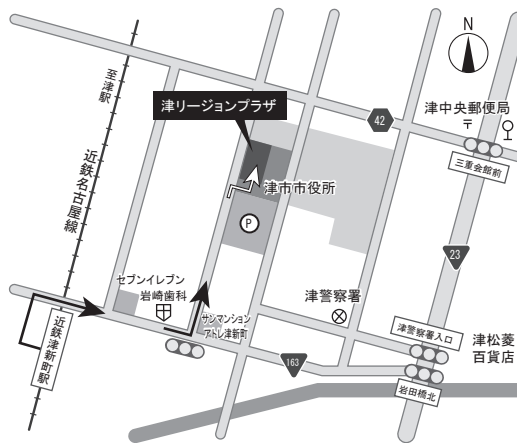 N
至津駅
近鉄名古屋線
津リージョンプラザ
42
津中央郵便局
〒
三重会館前
津市市役所
P
23
セブンイレブン
岩崎歯科
サンマンション
アトレ津新町
津警察署
津警察署入口
津松菱
百貨店
近鉄津新町駅
163
岩田橋北